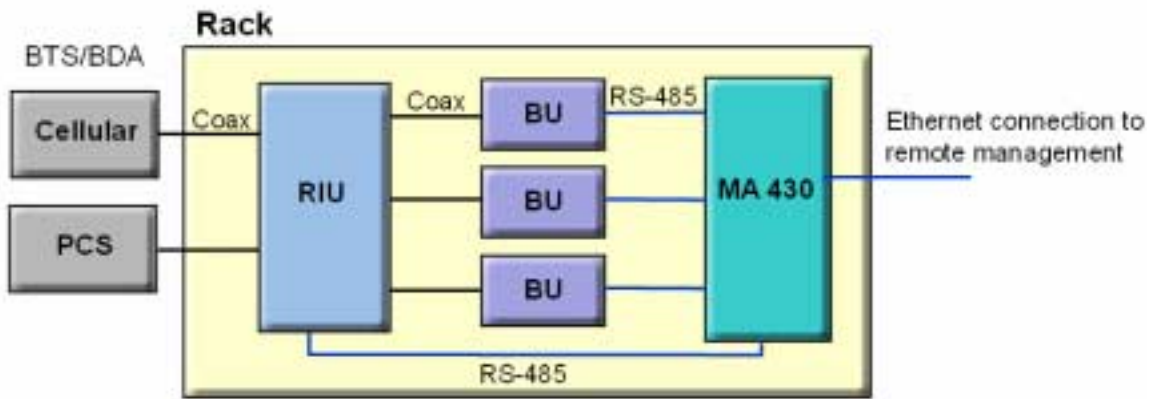 Rack
BTS/BDA
Cellular
Coax
RIU
Coax
BU
RS-485
MA 430
Ethernet connection to
remote management
BU
PCS
BU
RS-485